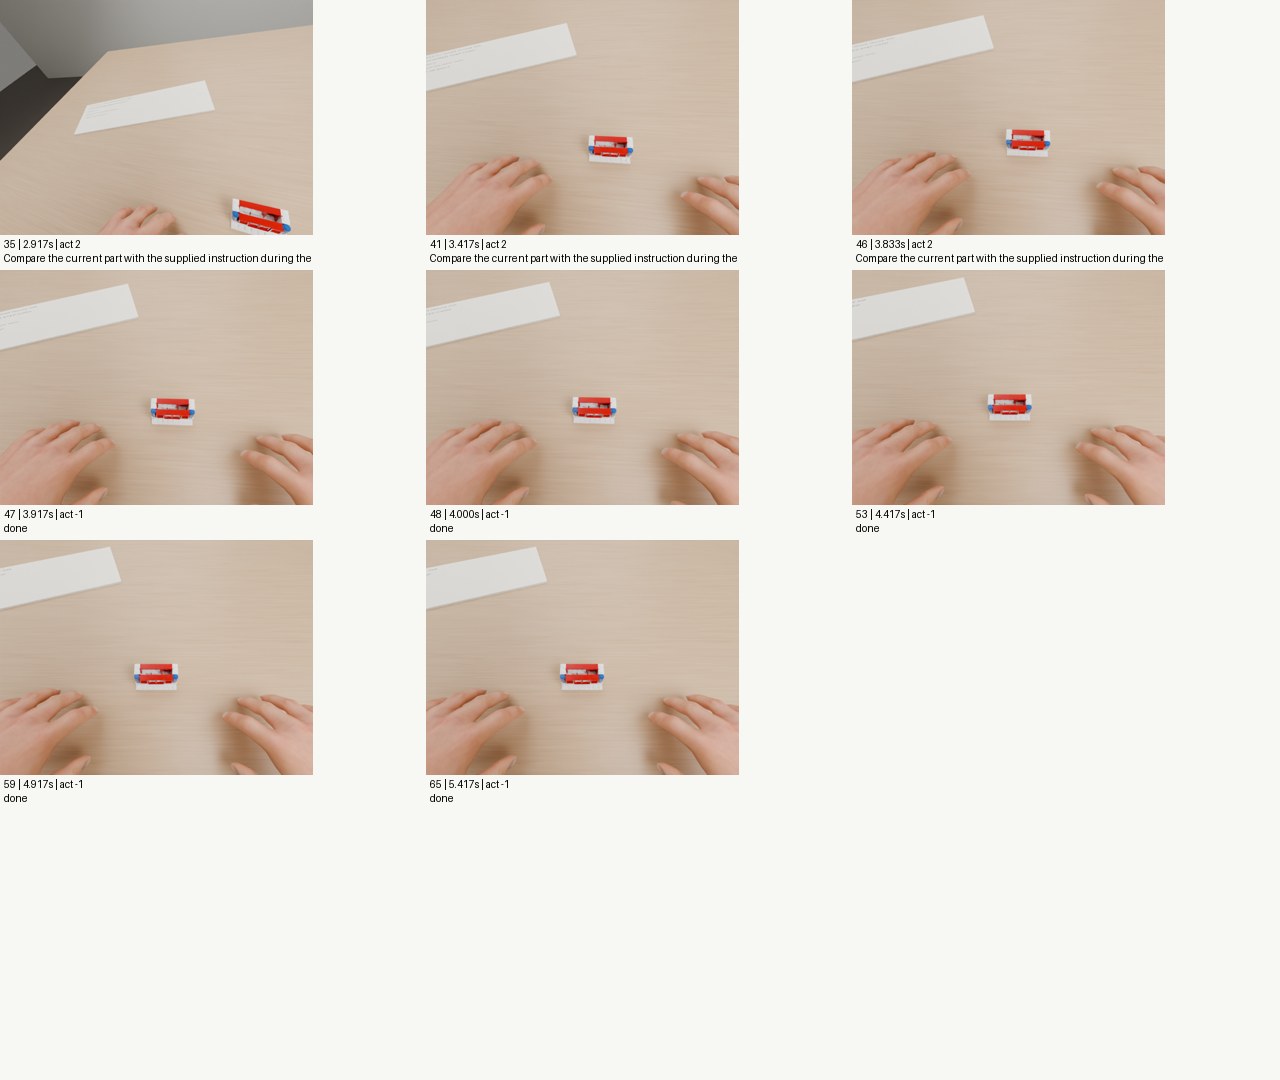 35 | 2.917s | act 2
Compare the current part with the supplied instruction during the
41 | 3.417s | act 2
Compare the current part with the supplied instruction during the
46 | 3.833s | act 2
Compare the current part with the supplied instruction during the
47 | 3.917s | act -1
done
48 | 4.000s | act -1
done
53 | 4.417s | act -1
done
59 | 4.917s | act -1
done
65 | 5.417s | act -1
done